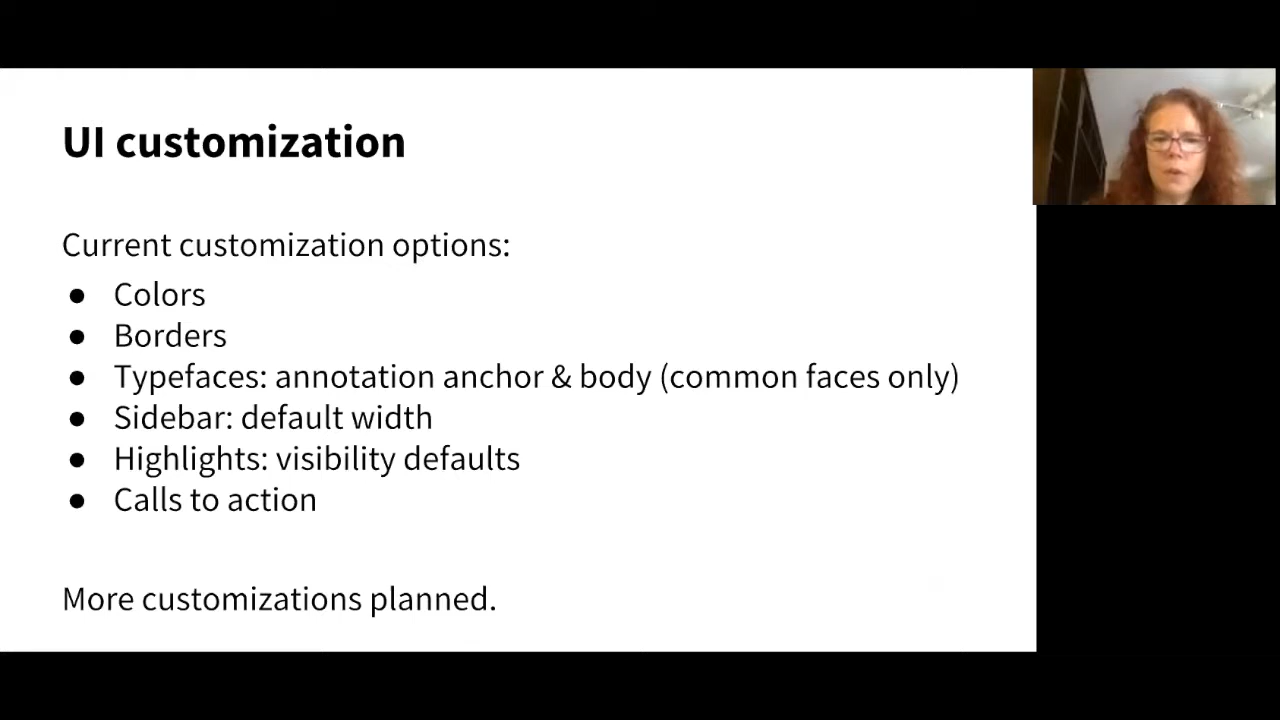 UI customization
Current customization options:
● Colors
● Borders
● Typefaces: annotation anchor & body (common faces only)
● Sidebar: default width
● Highlights: visibility defaults
● Calls to action
More customizations planned.